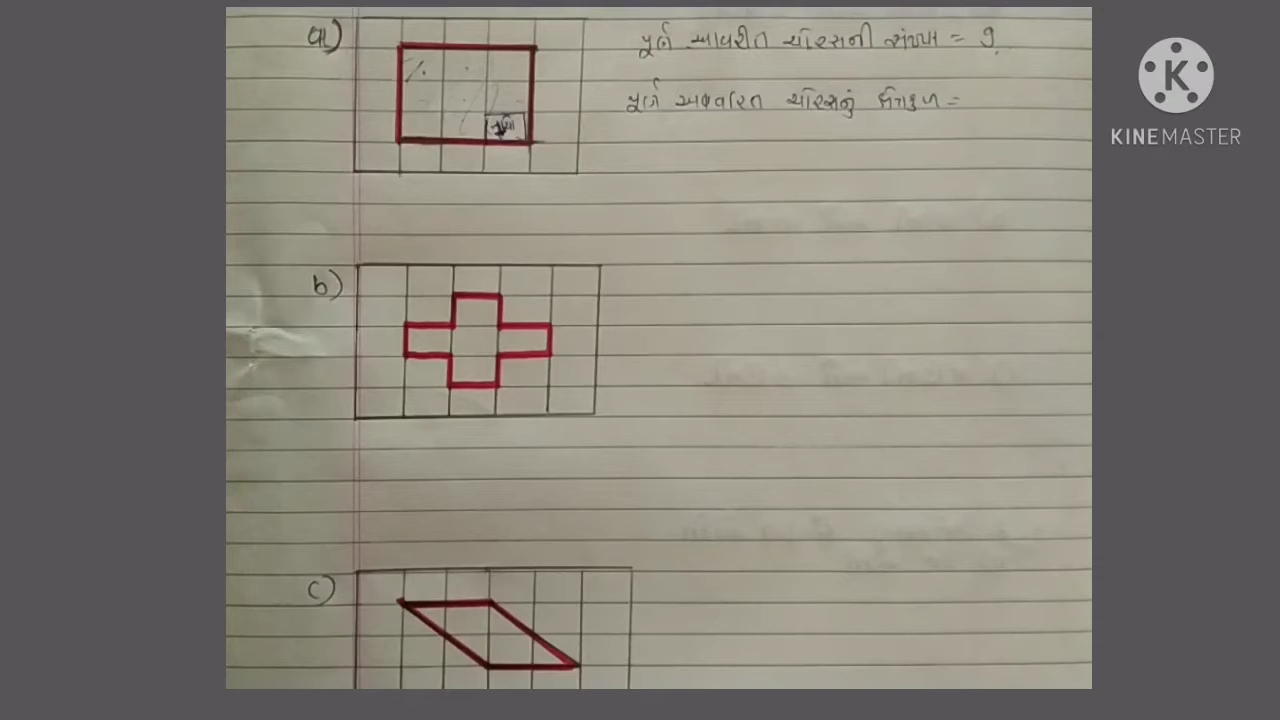 a)
પૂર્ણ આવરીત ચોરસની સંખ્યા = 9
પૂર્ણ આવરિત ચોરસનું ક્ષેત્રફળ =
b)
c)
K
KINEMASTER